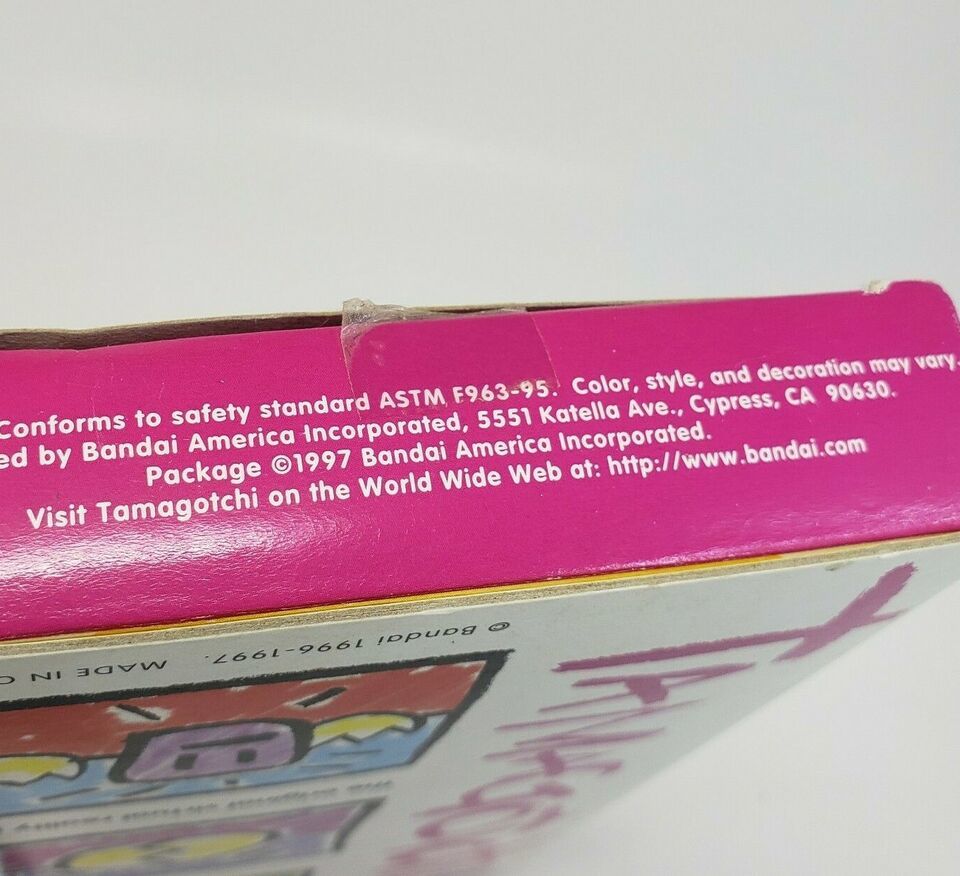 Conforms to safety standard ASTM F963-95. Color, style, and decoration may vary.
ed by Bandai America Incorporated, 5551 Katella Ave., Cypress, CA 90630.
Package ©1997 Bandai America Incorporated.
Visit Tamagotchi on the World Wide Web at: http://www.bandai.com
© Bandai 1996-1997. MADE IN C
TAMAGO